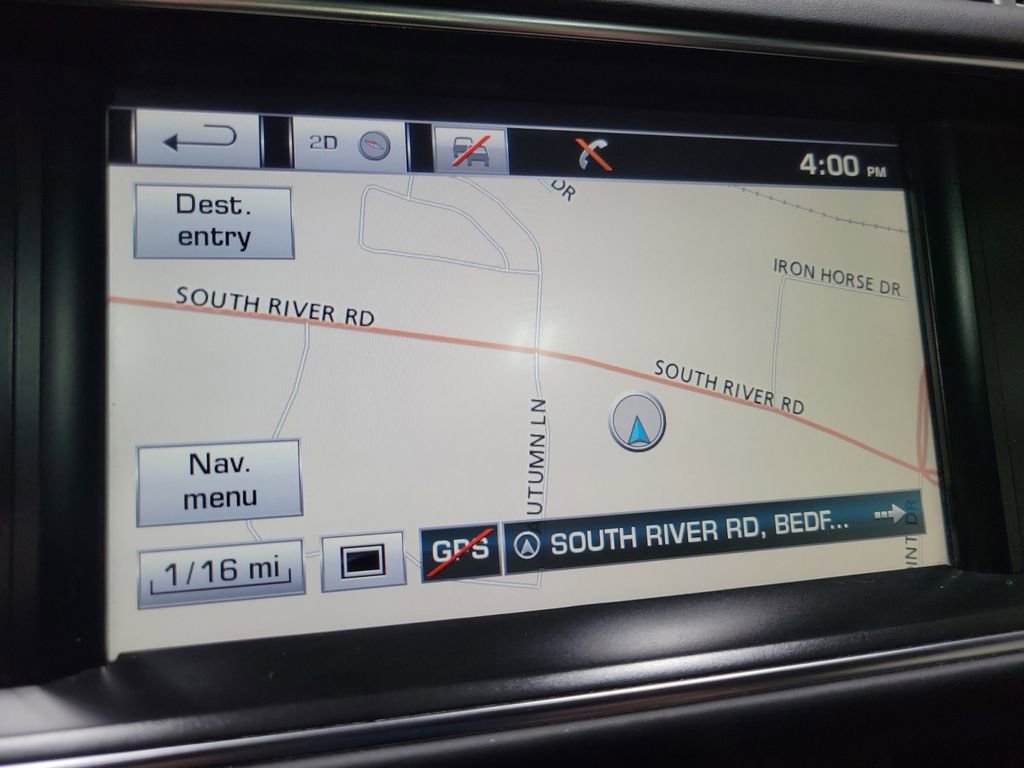 2D
4:00 PM
Dest.
entry
DR
IRON HORSE DR
SOUTH RIVER RD
SOUTH RIVER RD
AUTUMN LN
Nav.
menu
1/16 mi
GPS
SOUTH RIVER RD, BEDF...
DR